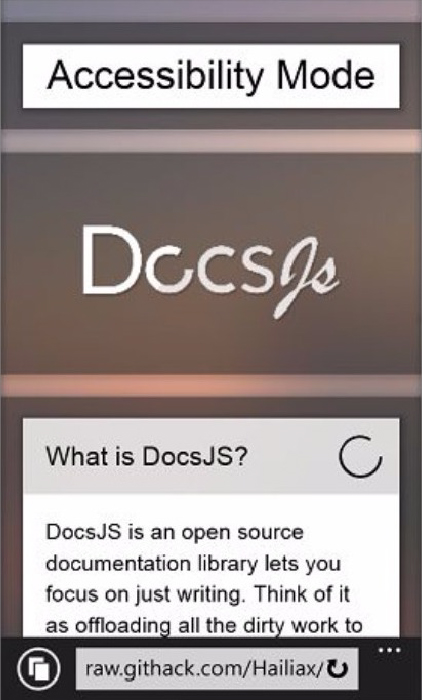 Accessibility Mode
DocsJs
What is DocsJS?
DocsJS is an open source
documentation library lets you
focus on just writing. Think of it
as offloading all the dirty work to
raw.githack.com/Hailiax/